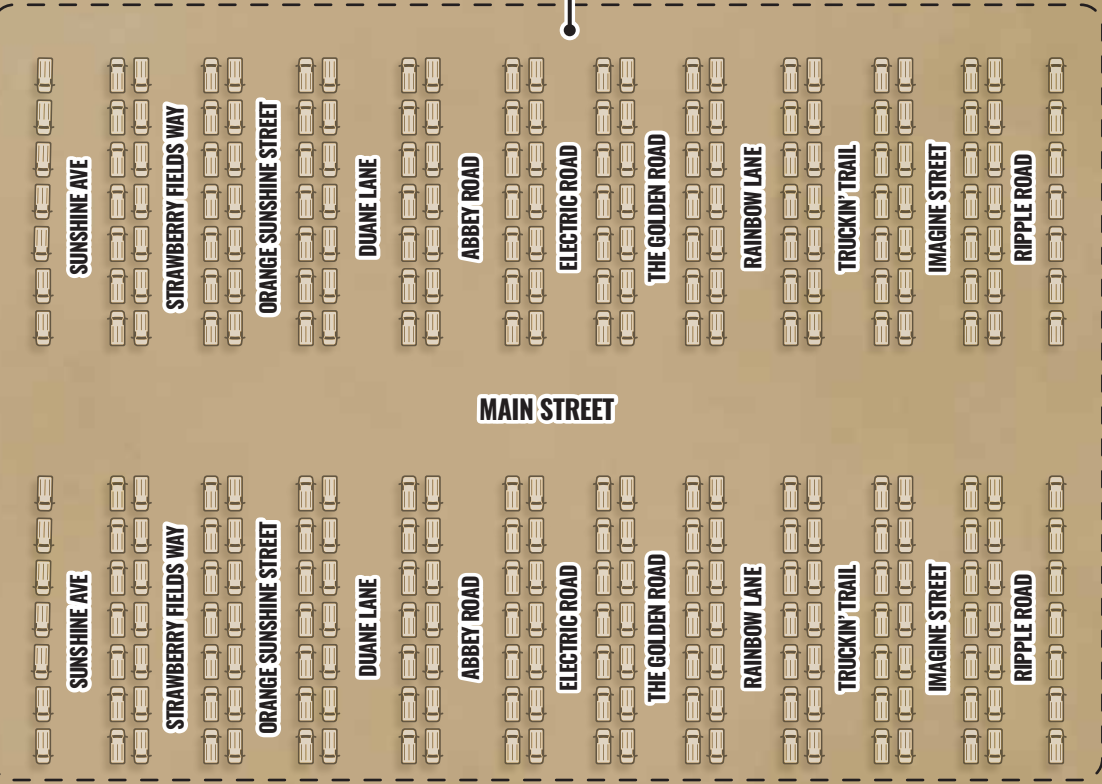 SUNSHINE AVE
STRAWBERRY FIELDS WAY
ORANGE SUNSHINE STREET
DUANE LANE
ABBEY ROAD
ELECTRIC ROAD
THE GOLDEN ROAD
RAINBOW LANE
TRUCKIN' TRAIL
IMAGINE STREET
RIPPLE ROAD
MAIN STREET
SUNSHINE AVE
STRAWBERRY FIELDS WAY
ORANGE SUNSHINE STREET
DUANE LANE
ABBEY ROAD
ELECTRIC ROAD
THE GOLDEN ROAD
RAINBOW LANE
TRUCKIN' TRAIL
IMAGINE STREET
RIPPLE ROAD